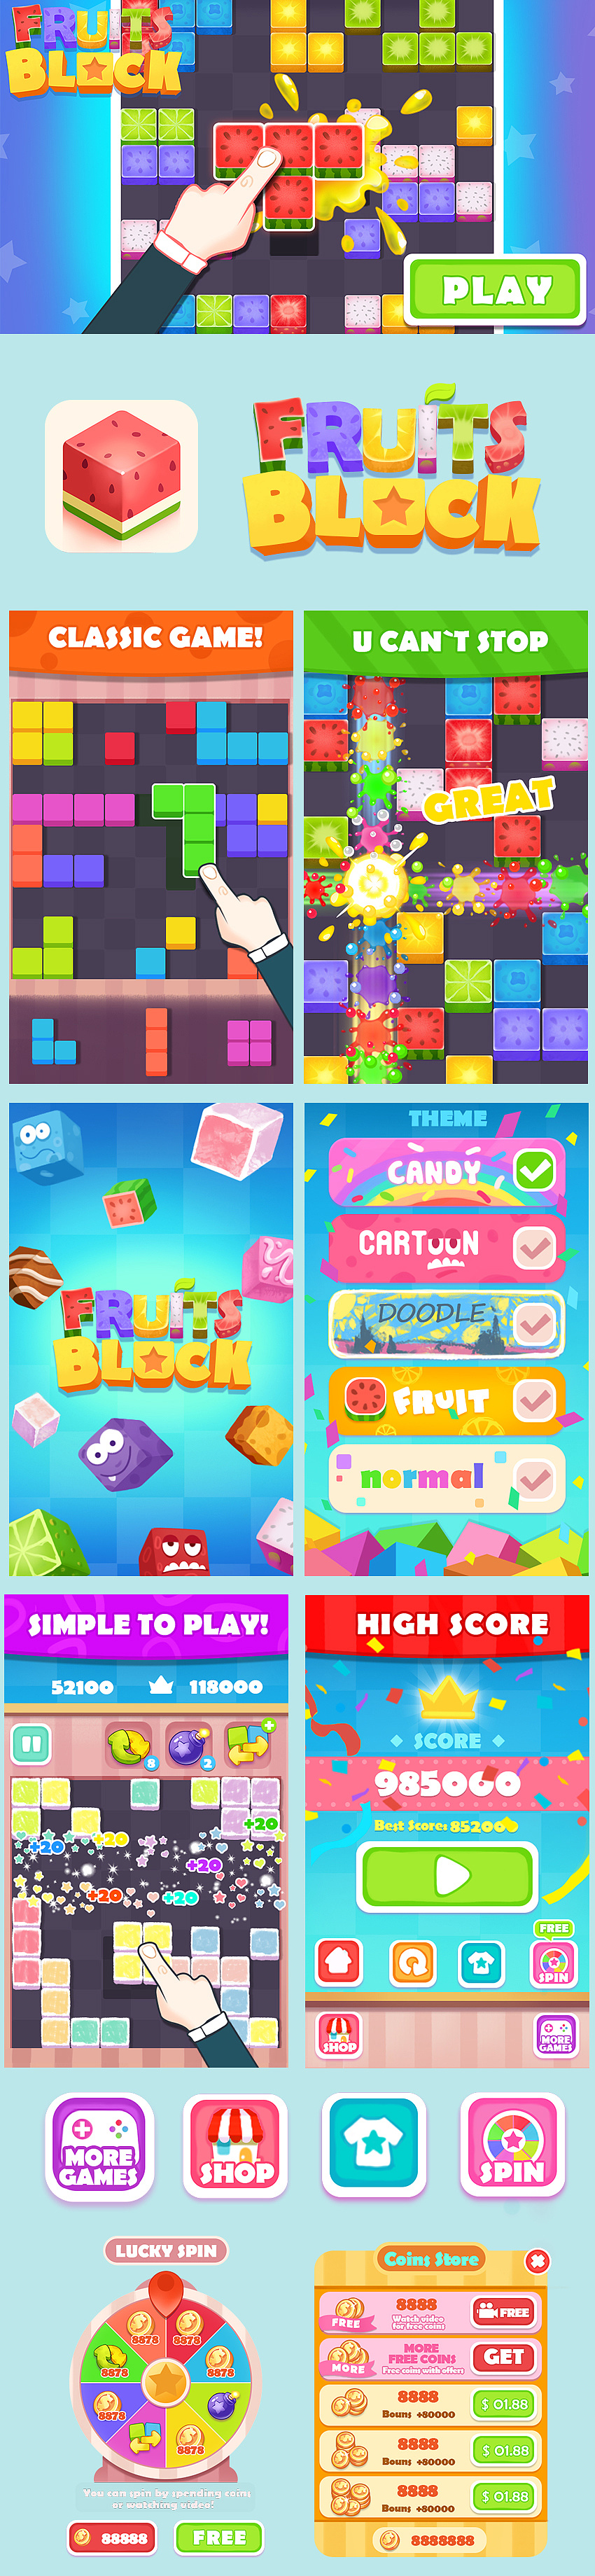 FRUITS
BLOCK
PLAY
FRUITS
BLOCK
CLASSIC GAME!
U CAN`T STOP
GREAT
FRUITS
BLOCK
THEME
CANDY
CARTOON
DOODLE
FRUIT
normal
SIMPLE TO PLAY!
52100 118000
8 2
+20
+20 +20
+20
+20 +20
HIGH SCORE
SCORE
985000
Best Score: 852000
FREE
SPIN
SHOP
MORE
GAMES
MORE
GAMES
SHOP
SPIN
LUCKY SPIN
8878 8878
8878 8878
8878
8878
You can spin by spending coins
or watching video!
88888 FREE
Coins Store
8888
Watch video
for free coins
FREE
FREE
MORE
FREE COINS
Free coins with offers
MORE
GET
8888
Bouns +80000
$ 01.88
8888
Bouns +80000
$ 01.88
8888
Bouns +80000
$ 01.88
8888888